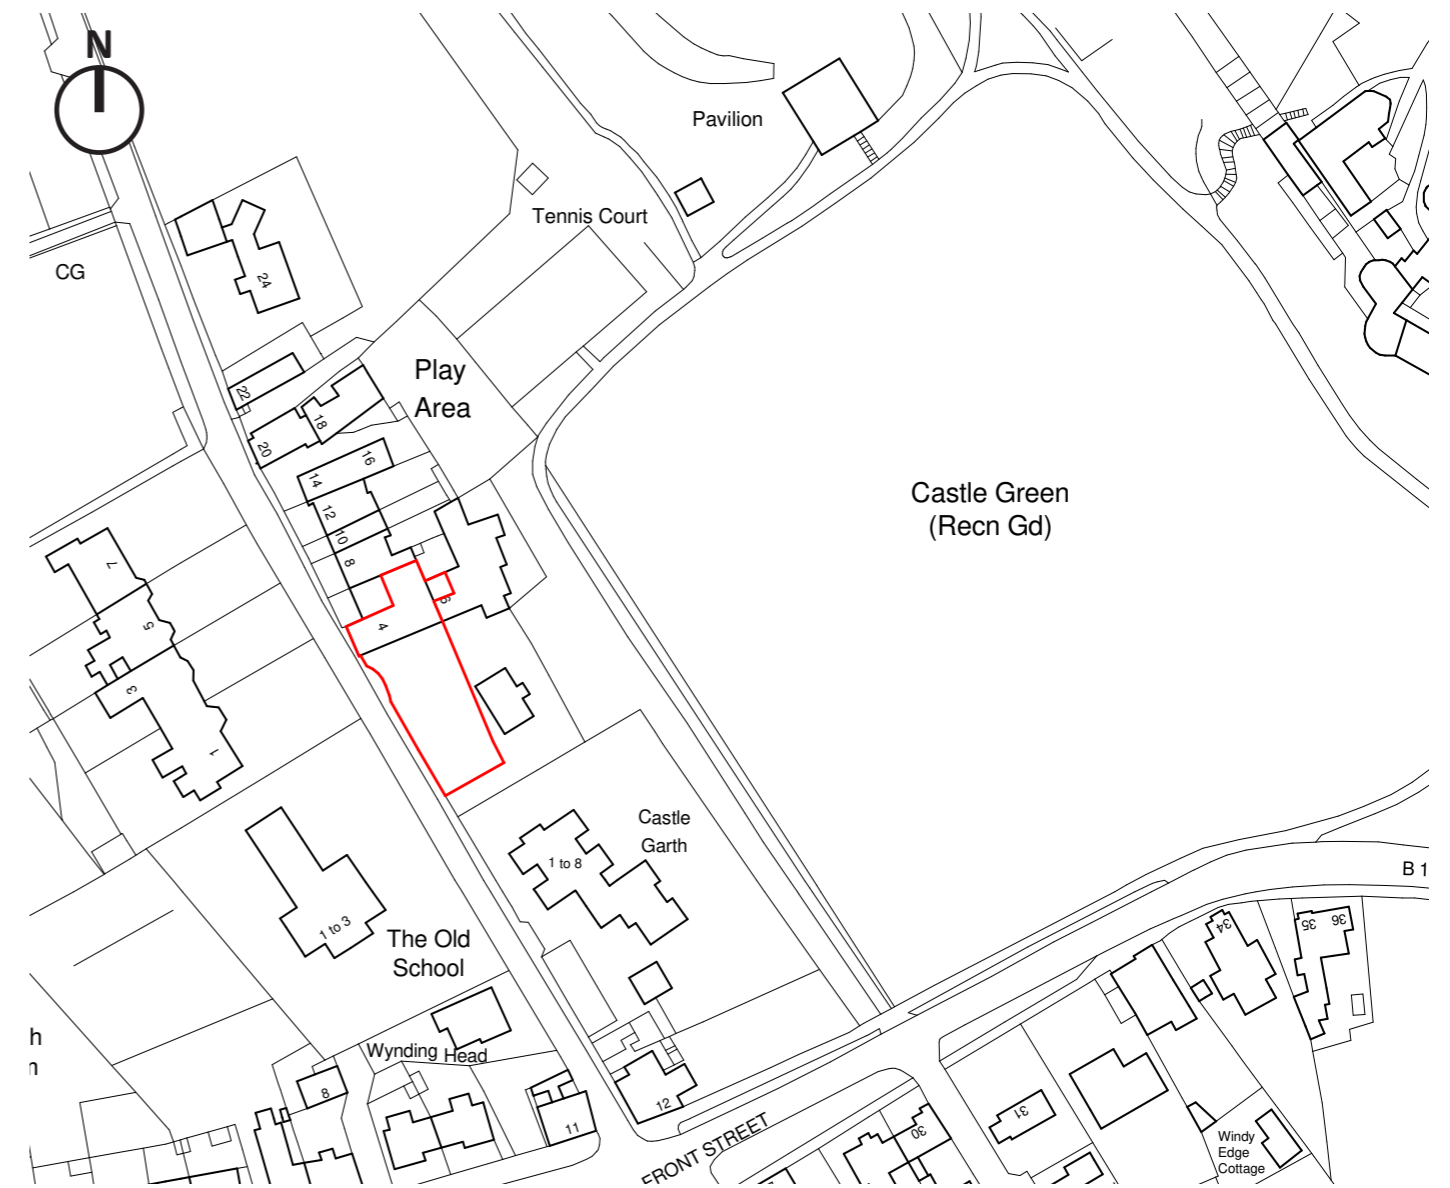 N
Pavilion
Tennis Court
CG
24
Play
Area
22
18
20
16
14
12
10
8
6
4
Castle Green
(Recn Gd)
7
5
3
1
Castle
Garth
1 to 8
1 to 3
The Old
School
B 1
34
35
36
h
n
Wynding Head
8
12
11
FRONT STREET
30
31
Windy
Edge
Cottage